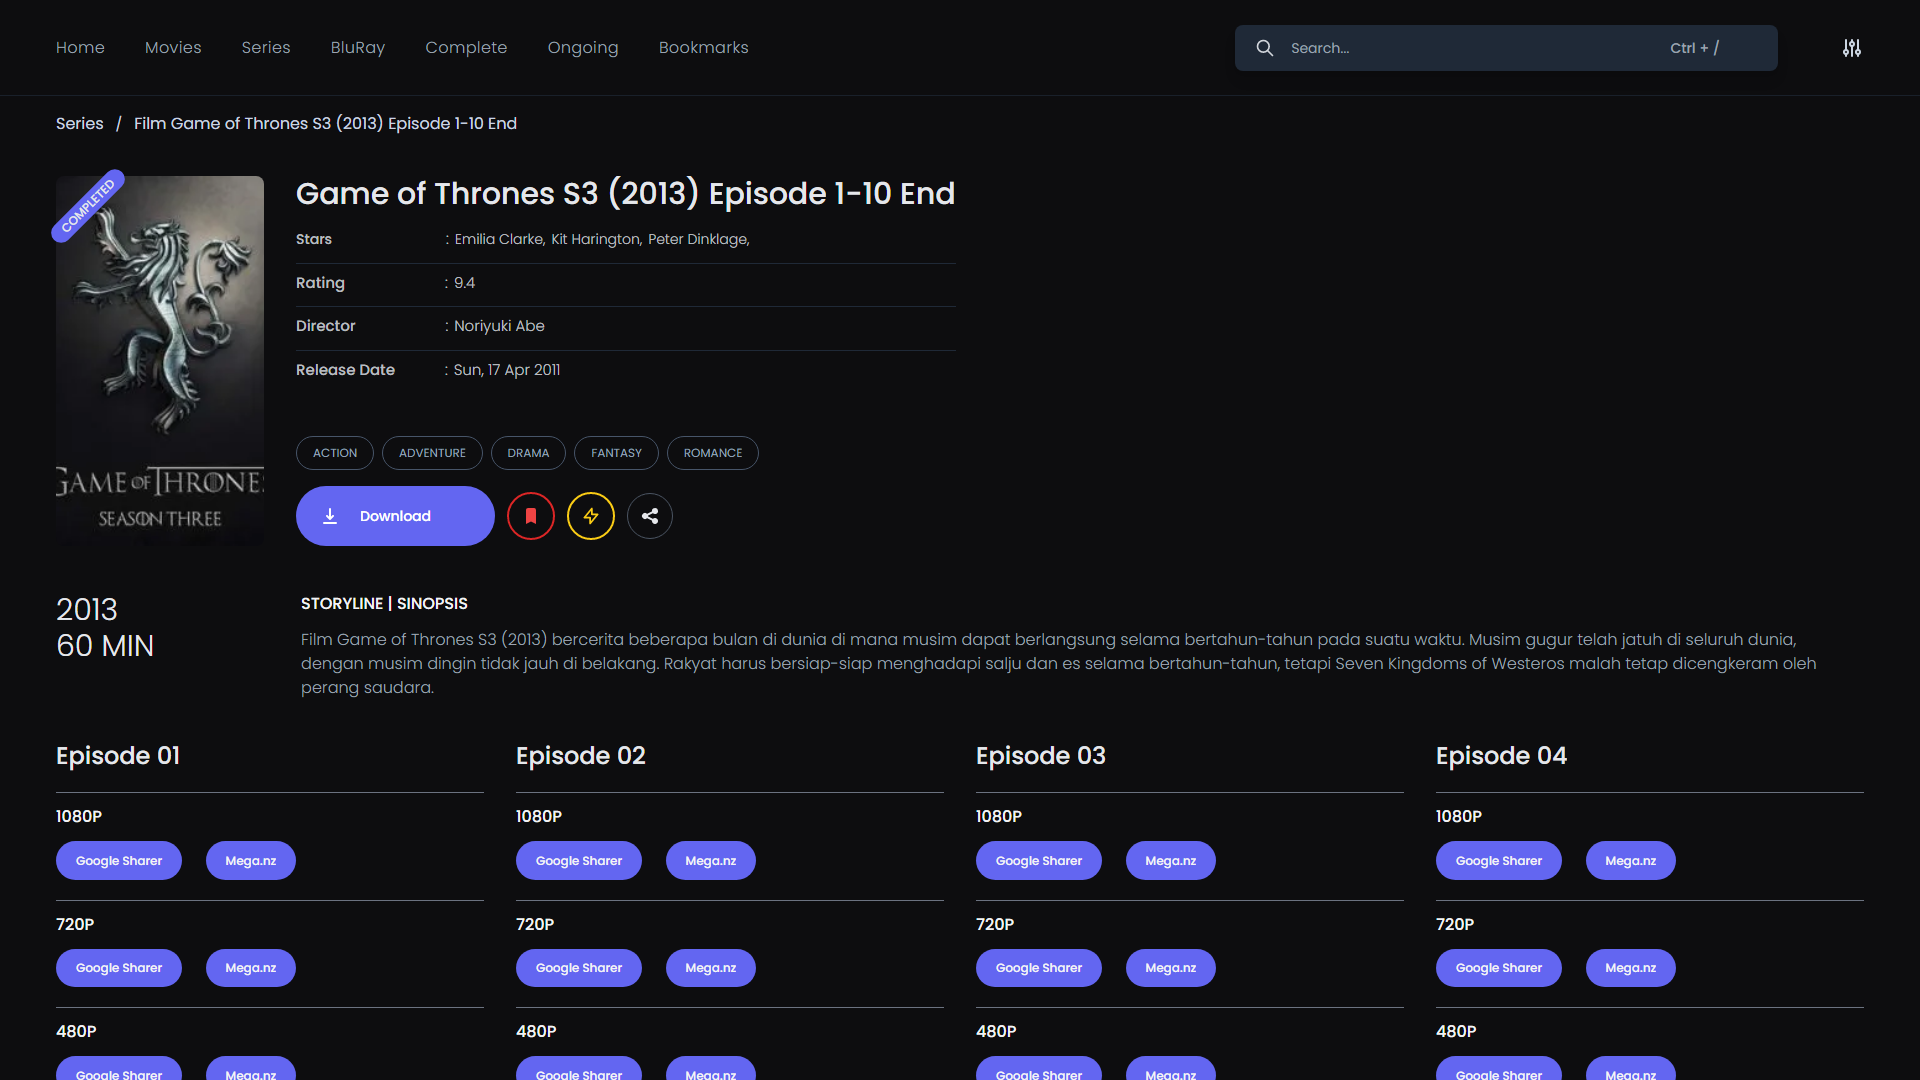 Home Movies Series BluRay Complete Ongoing Bookmarks Search... Ctrl + /
Series / Film Game of Thrones S3 (2013) Episode 1-10 End
COMPLETED
GAME OF THRONES
SEASON THREE
Game of Thrones S3 (2013) Episode 1-10 End
Stars : Emilia Clarke, Kit Harington, Peter Dinklage,
Rating : 9.4
Director : Noriyuki Abe
Release Date : Sun, 17 Apr 2011
ACTION ADVENTURE DRAMA FANTASY ROMANCE
Download
2013
60 MIN
STORYLINE | SINOPSIS
Film Game of Thrones S3 (2013) bercerita beberapa bulan di dunia di mana musim dapat berlangsung selama bertahun-tahun pada suatu waktu. Musim gugur telah jatuh di seluruh dunia,
dengan musim dingin tidak jauh di belakang. Rakyat harus bersiap-siap menghadapi salju dan es selama bertahun-tahun, tetapi Seven Kingdoms of Westeros malah tetap dicengkeram oleh
perang saudara.
Episode 01 Episode 02 Episode 03 Episode 04
1080P 1080P 1080P 1080P
Google Sharer Mega.nz Google Sharer Mega.nz Google Sharer Mega.nz Google Sharer Mega.nz
720P 720P 720P 720P
Google Sharer Mega.nz Google Sharer Mega.nz Google Sharer Mega.nz Google Sharer Mega.nz
480P 480P 480P 480P
Google Sharer Mega.nz Google Sharer Mega.nz Google Sharer Mega.nz Google Sharer Mega.nz